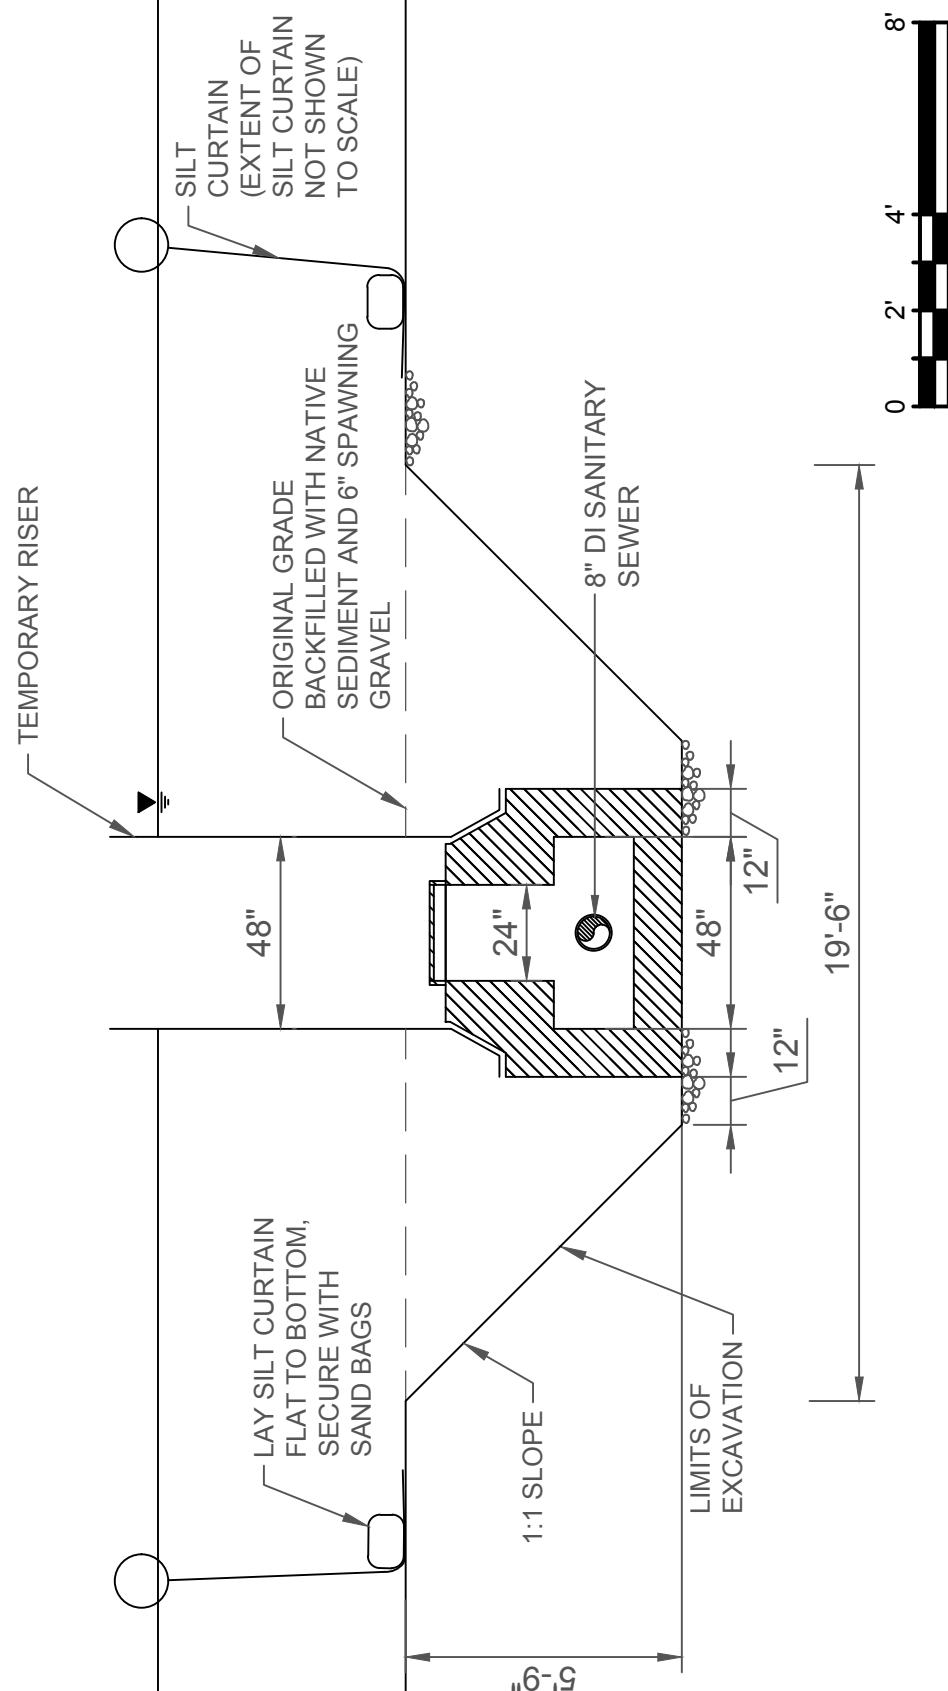 TEMPORARY RISER
SILT
CURTAIN
(EXTENT OF
SILT CURTAIN
NOT SHOWN
TO SCALE)
ORIGINAL GRADE
BACKFILLED WITH NATIVE
SEDIMENT AND 6" SPAWNING
GRAVEL
LAY SILT CURTAIN
FLAT TO BOTTOM,
SECURE WITH
SAND BAGS
48"
24"
8" DI SANITARY
SEWER
1:1 SLOPE
LIMITS OF
EXCAVATION
5'-9"
48"
12"
12"
19'-6"
0 2' 4' 8'